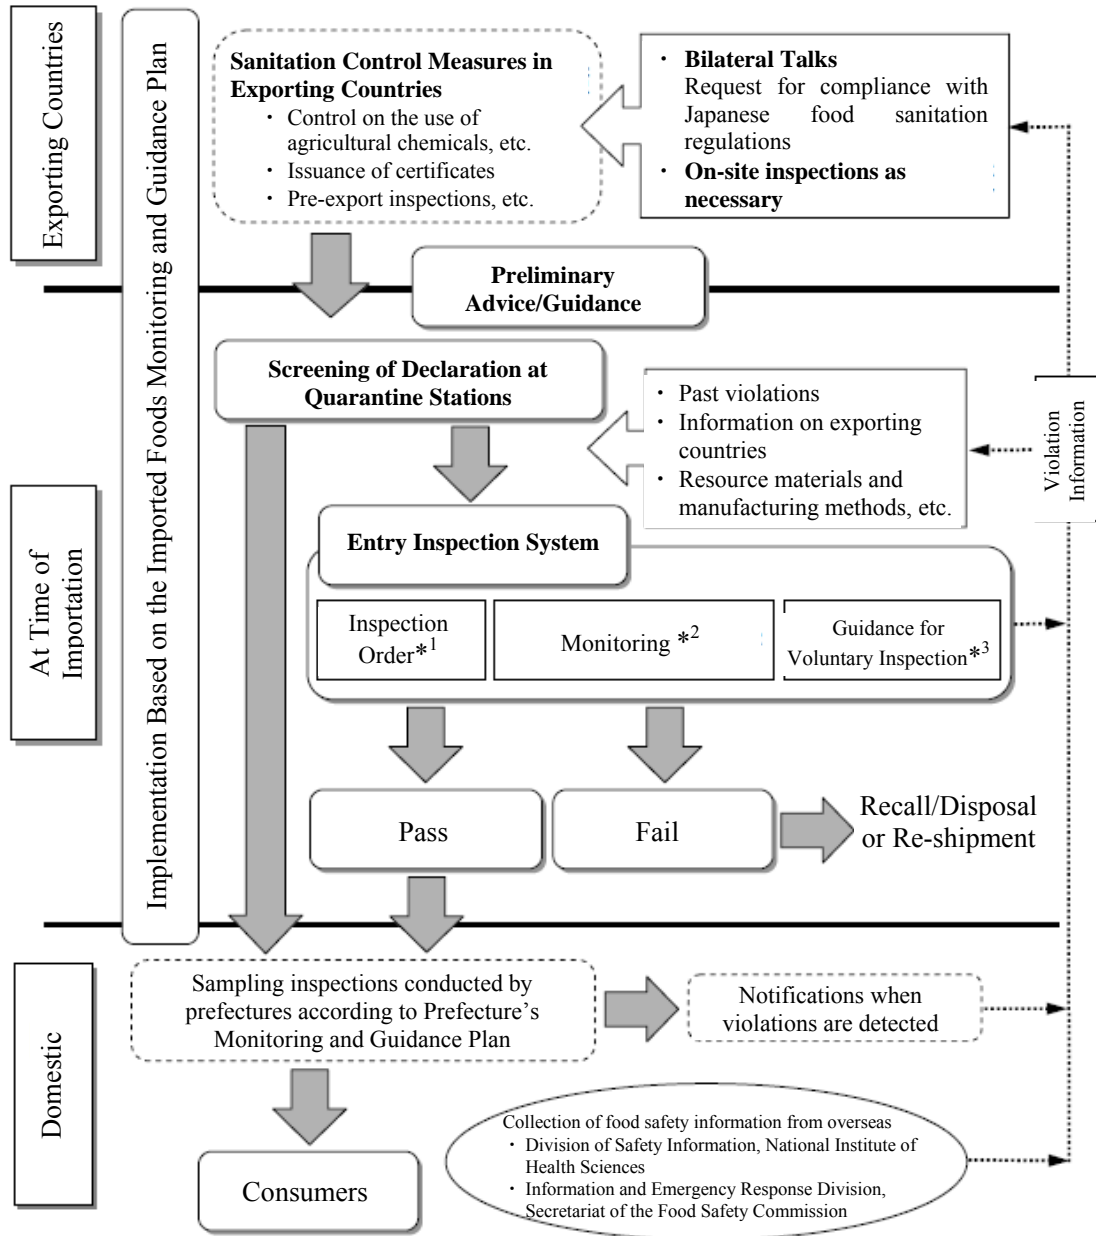 Exporting Countries
Implementation Based on the Imported Foods Monitoring and Guidance Plan
Sanitation Control Measures in
Exporting Countries
・ Control on the use of
agricultural chemicals, etc.
・ Issuance of certificates
・ Pre-export inspections, etc.
・ Bilateral Talks
Request for compliance with
Japanese food sanitation
regulations
・ On-site inspections as
necessary
Preliminary
Advice/Guidance
Screening of Declaration at
Quarantine Stations
・ Past violations
・ Information on exporting
countries
・ Resource materials and
manufacturing methods, etc.
Violation
Information
At Time of
Importation
Entry Inspection System
Inspection
Order*1
Monitoring *2
Guidance for
Voluntary Inspection*3
Pass
Fail
Recall/Disposal
or Re-shipment
Domestic
Sampling inspections conducted by
prefectures according to Prefecture's
Monitoring and Guidance Plan
Notifications when
violations are detected
Consumers
Collection of food safety information from overseas
・ Division of Safety Information, National Institute of
Health Sciences
・ Information and Emergency Response Division,
Secretariat of the Food Safety Commission